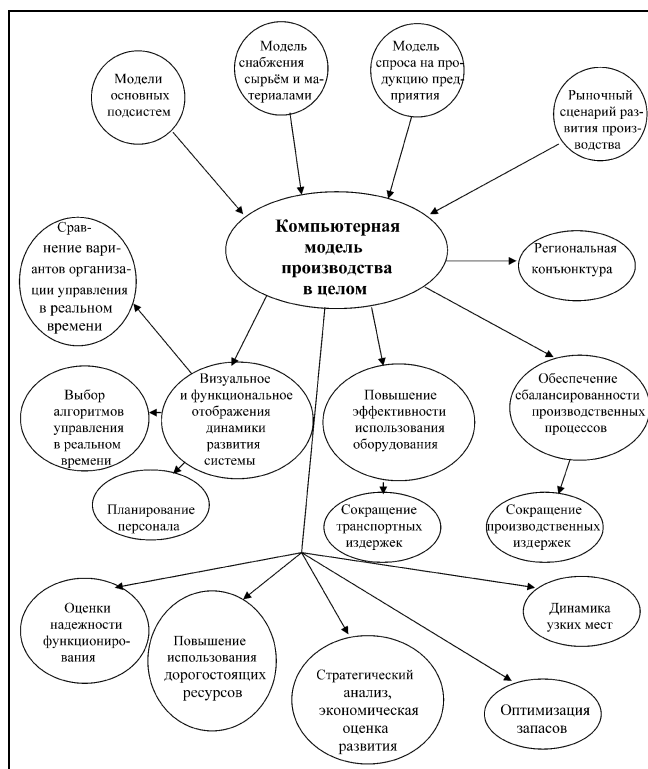 Модели
основных
подсистем
Модель
снабжения
сырьём и ма-
териалами
Модель
спроса на про-
дукцию пред-
приятия
Рыночный
сценарий раз-
вития произ-
водства
Компьютерная
модель
производства
в целом
Региональная
конъюнктура
Срав-
нение вари-
антов организа-
ции управления
в реальном
времени
Выбор
алгоритмов
управления
в реальном
времени
Визуальное
и функциональное
отображения
динамики
развития
системы
Планирование
персонала
Повышение
эффективности
использования
оборудования
Сокращение
транспортных
издержек
Обеспечение
сбалансированности
производственных
процессов
Сокращение
производственных
издержек
Оценки
надежности
функциониро-
вания
Повышение
использования
дорогостоящих
ресурсов
Стратегический
анализ,
экономическая
оценка
развития
Оптимизация
запасов
Динамика
узких мест